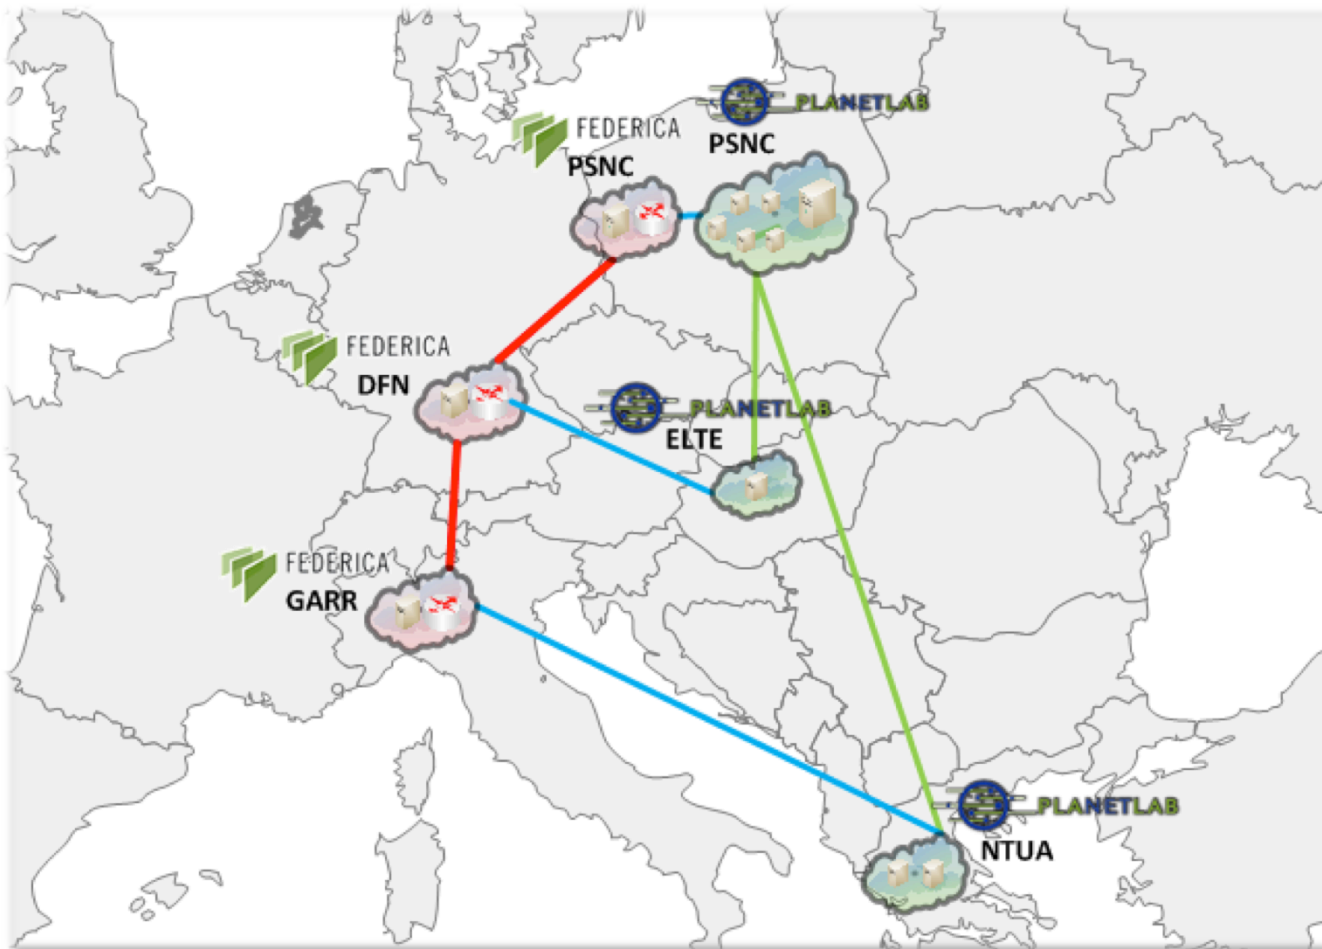 PLANETLAB
PSNC
FEDERICA
PSNC
FEDERICA
DFN
PLANETLAB
ELTE
FEDERICA
GARR
PLANETLAB
NTUA